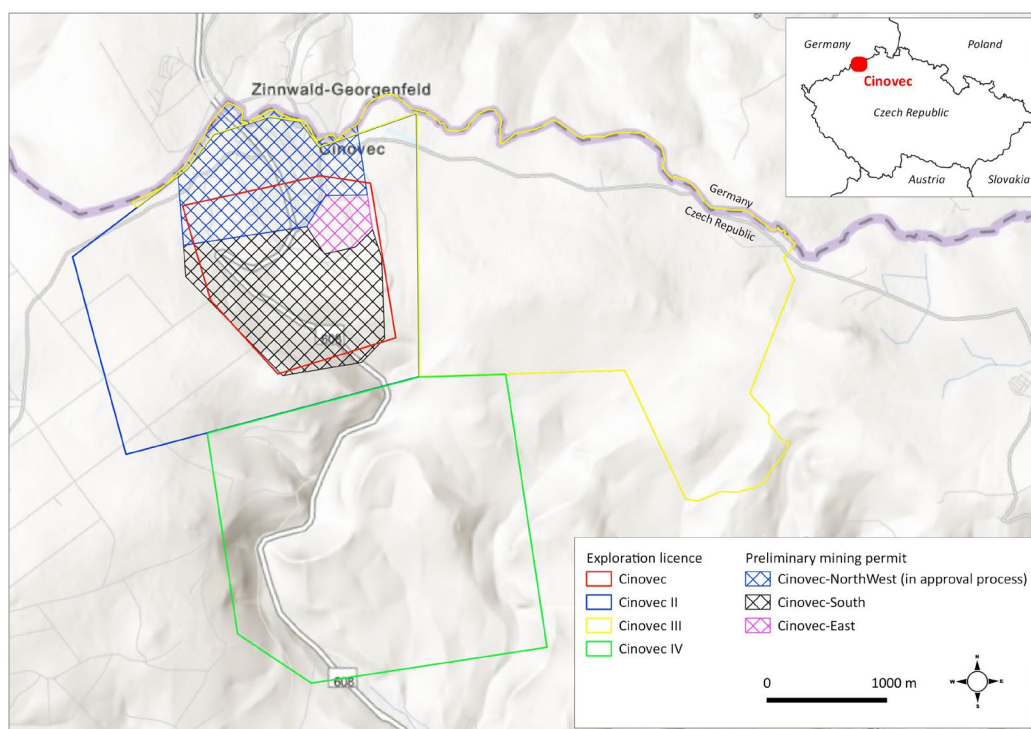 Germany
Poland
Cinovec
Czech Republic
Austria
Slovakia
Zinnwald-Georgenfeld
Cinovec
Germany
Czech Republic
608
608
Exploration licence
Cinovec
Cinovec II
Cinovec III
Cinovec IV
Preliminary mining permit
Cinovec-NorthWest (in approval process)
Cinovec-South
Cinovec-East
0 1000 m
N
W E
S